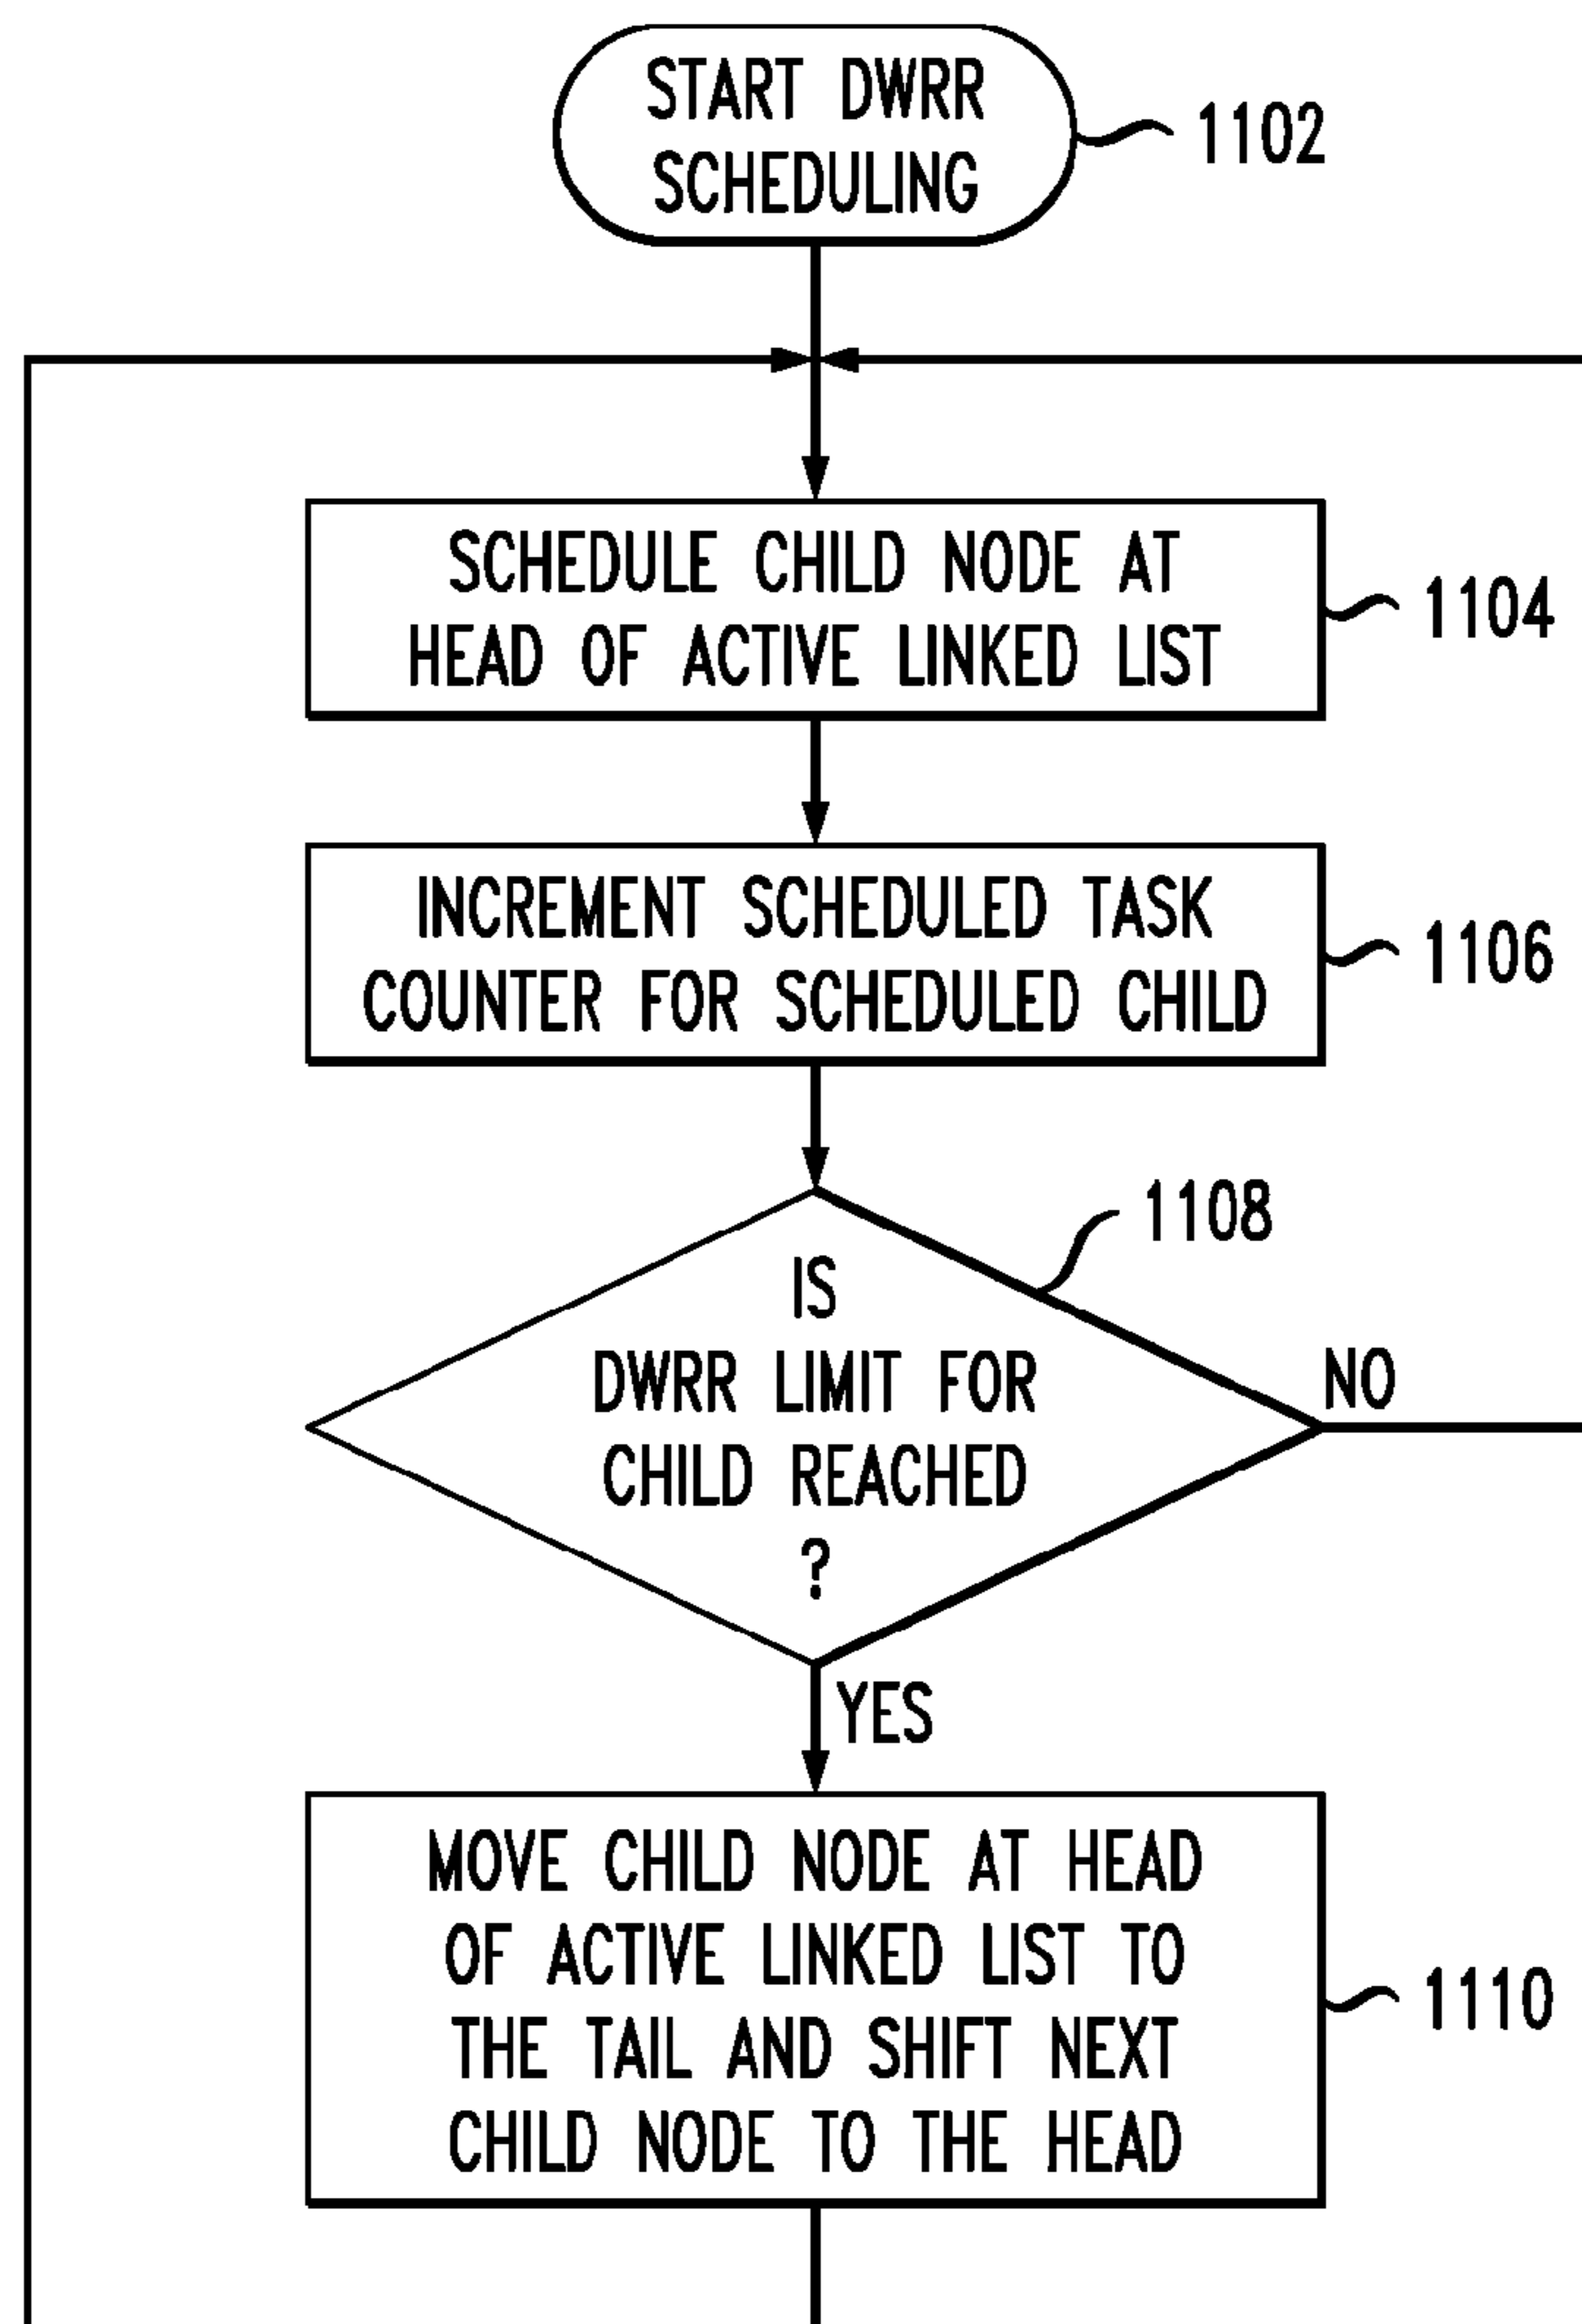 START DWRR
SCHEDULING
1102
SCHEDULE CHILD NODE AT
HEAD OF ACTIVE LINKED LIST
1104
INCREMENT SCHEDULED TASK
COUNTER FOR SCHEDULED CHILD
1106
1108
IS
DWRR LIMIT FOR
CHILD REACHED
?
NO
YES
MOVE CHILD NODE AT HEAD
OF ACTIVE LINKED LIST TO
THE TAIL AND SHIFT NEXT
CHILD NODE TO THE HEAD
1110